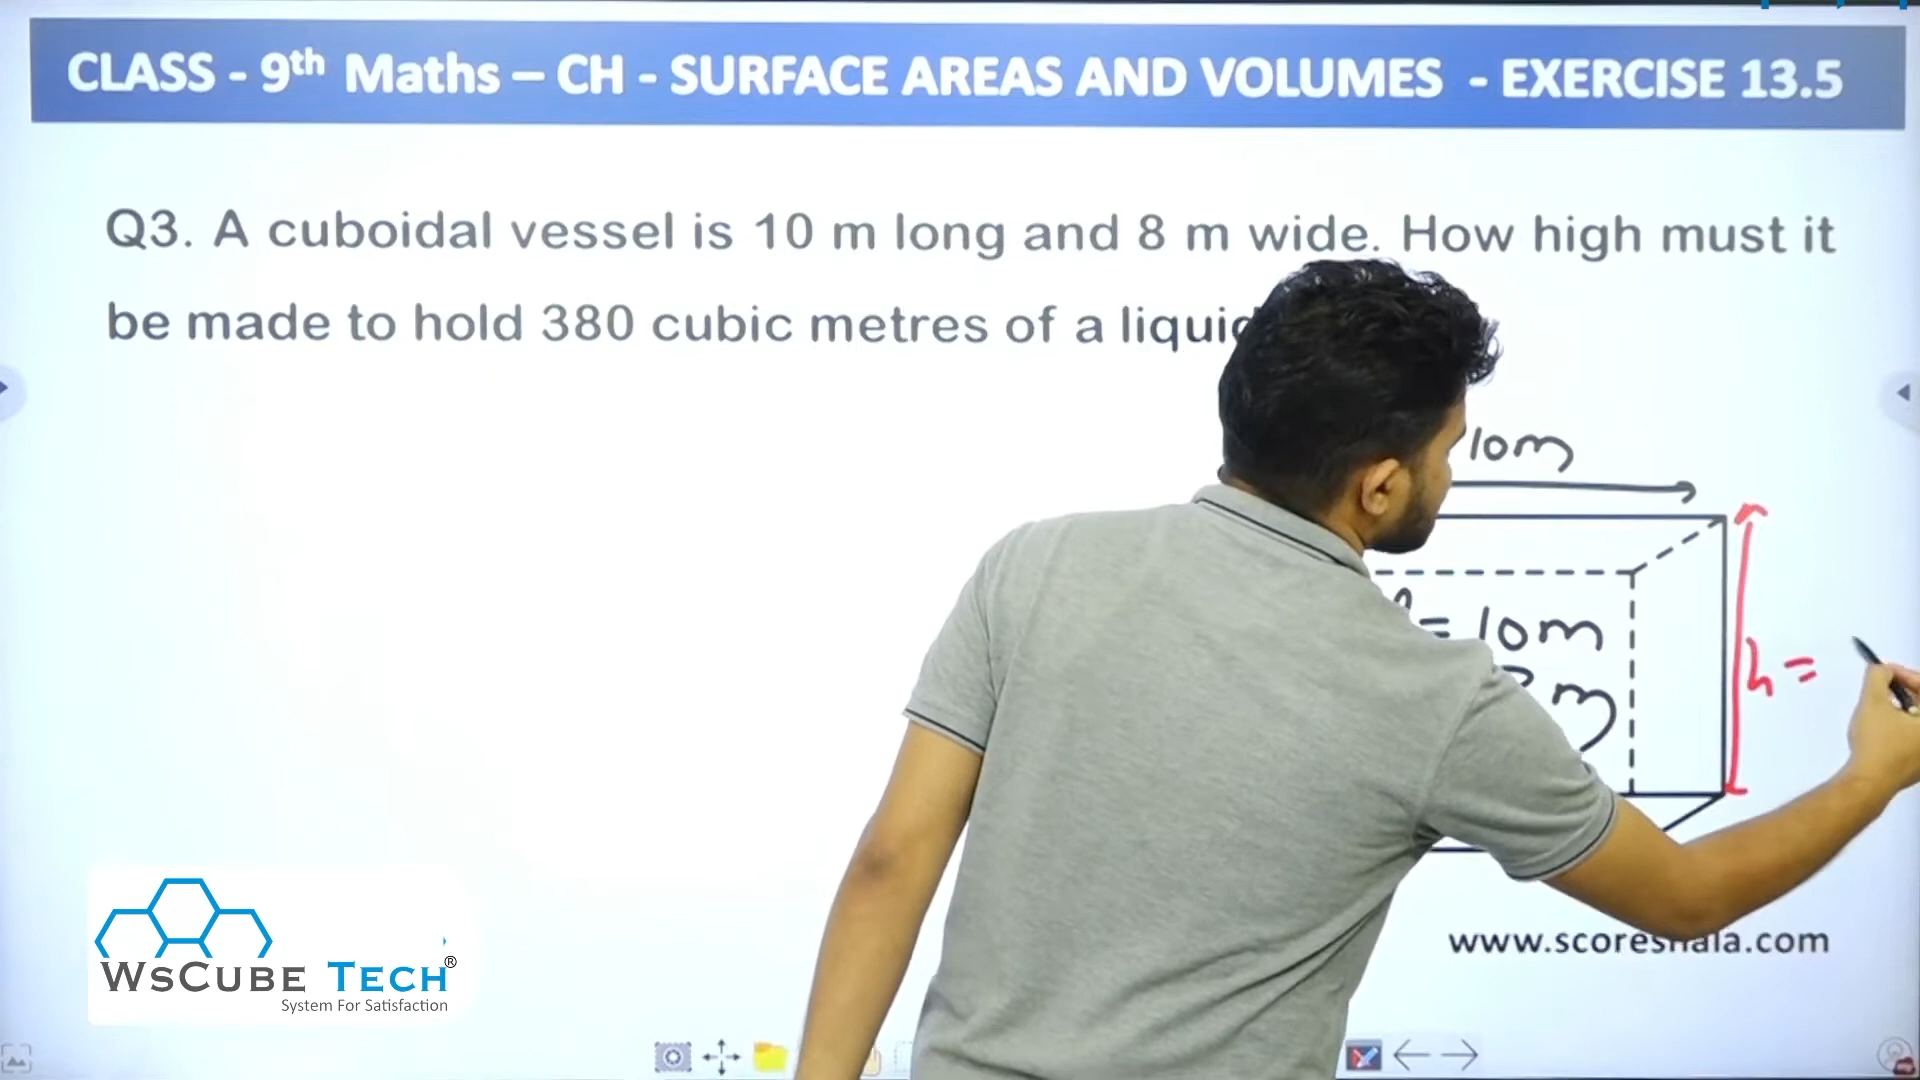 CLASS - 9th Maths – CH - SURFACE AREAS AND VOLUMES - EXERCISE 13.5
Q3. A cuboidal vessel is 10 m long and 8 m wide. How high must it
be made to hold 380 cubic metres of a
10m
= 10m
m
h =
WSCUBE TECH®
System For Satisfaction